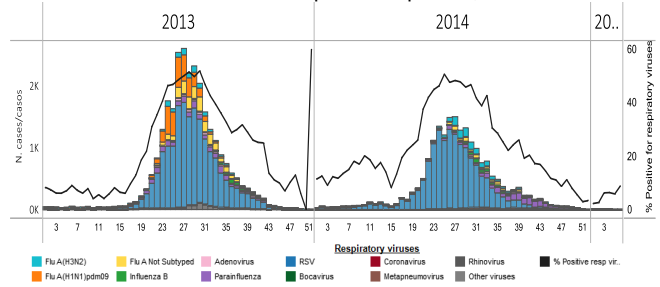 2013 2014 20..
N. cases/casos
2K
1K
0K
60
40
20
0
% Positive for respiratory viruses
3 7 11 15 19 23 27 31 35 39 43 47 51 3 7 11 15 19 23 27 31 35 39 43 47 51 3
Respiratory viruses
Flu A(H3N2) Flu A Not Subtyped Adenovirus RSV Coronavirus Rhinovirus % Positive resp vir..
Flu A(H1N1)pdm09 Influenza B Parainfluenza Bocavirus Metapneumovirus Other viruses